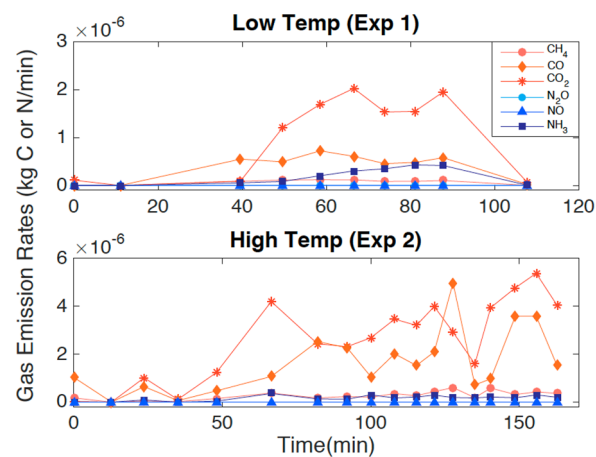 Low Temp (Exp 1)
×10⁻⁶
3
2
1
0
0 20 40 60 80 100 120
CH₄
CO
CO₂
N₂O
NO
NH₃
Gas Emission Rates (kg C or N/min)
High Temp (Exp 2)
×10⁻⁶
6
4
2
0
0 50 100 150
Time(min)